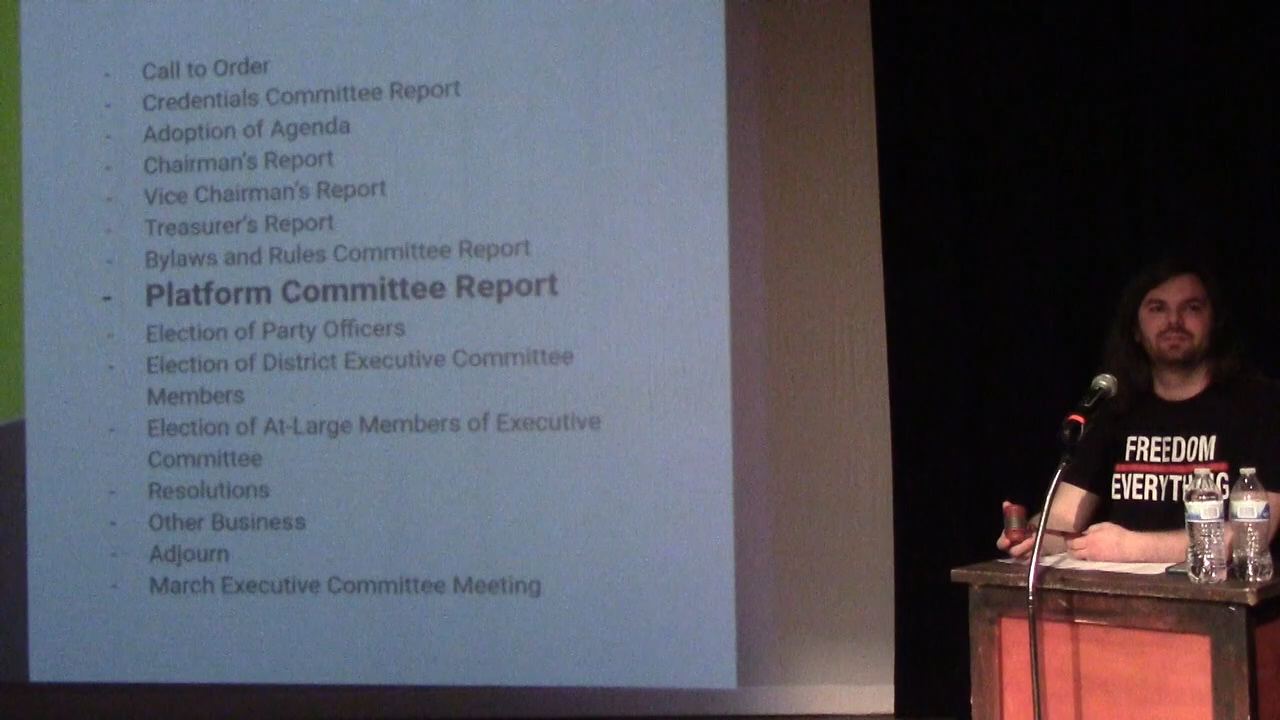 - Call to Order
- Credentials Committee Report
- Adoption of Agenda
- Chairman's Report
- Vice Chairman's Report
- Treasurer's Report
- Bylaws and Rules Committee Report
- Platform Committee Report
- Election of Party Officers
- Election of District Executive Committee
Members
- Election of At-Large Members of Executive
Committee
- Resolutions
- Other Business
- Adjourn
- March Executive Committee Meeting
FREEDOM
EVERYTHING